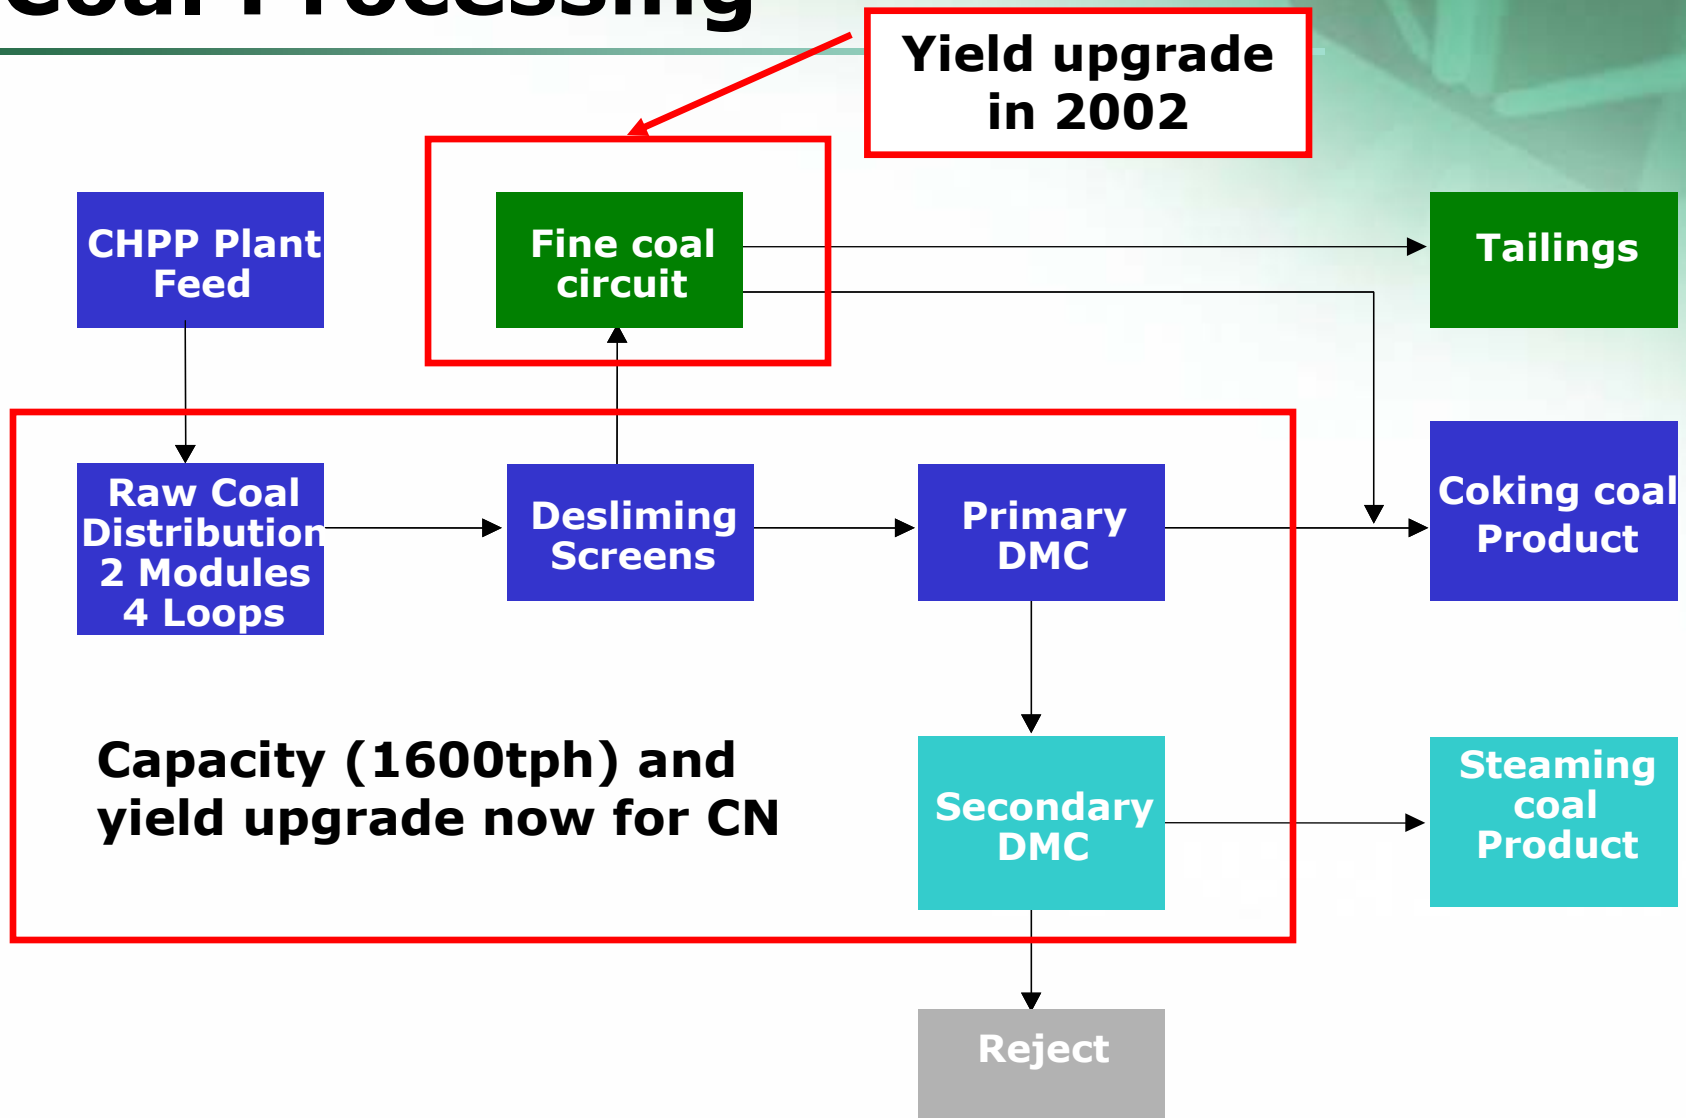 Coal Processing
Yield upgrade
in 2002
CHPP Plant
Feed
Fine coal
circuit
Tailings
Raw Coal
Distribution
2 Modules
4 Loops
Desliming
Screens
Primary
DMC
Coking coal
Product
Capacity (1600tph) and
yield upgrade now for CN
Secondary
DMC
Steaming
coal
Product
Reject